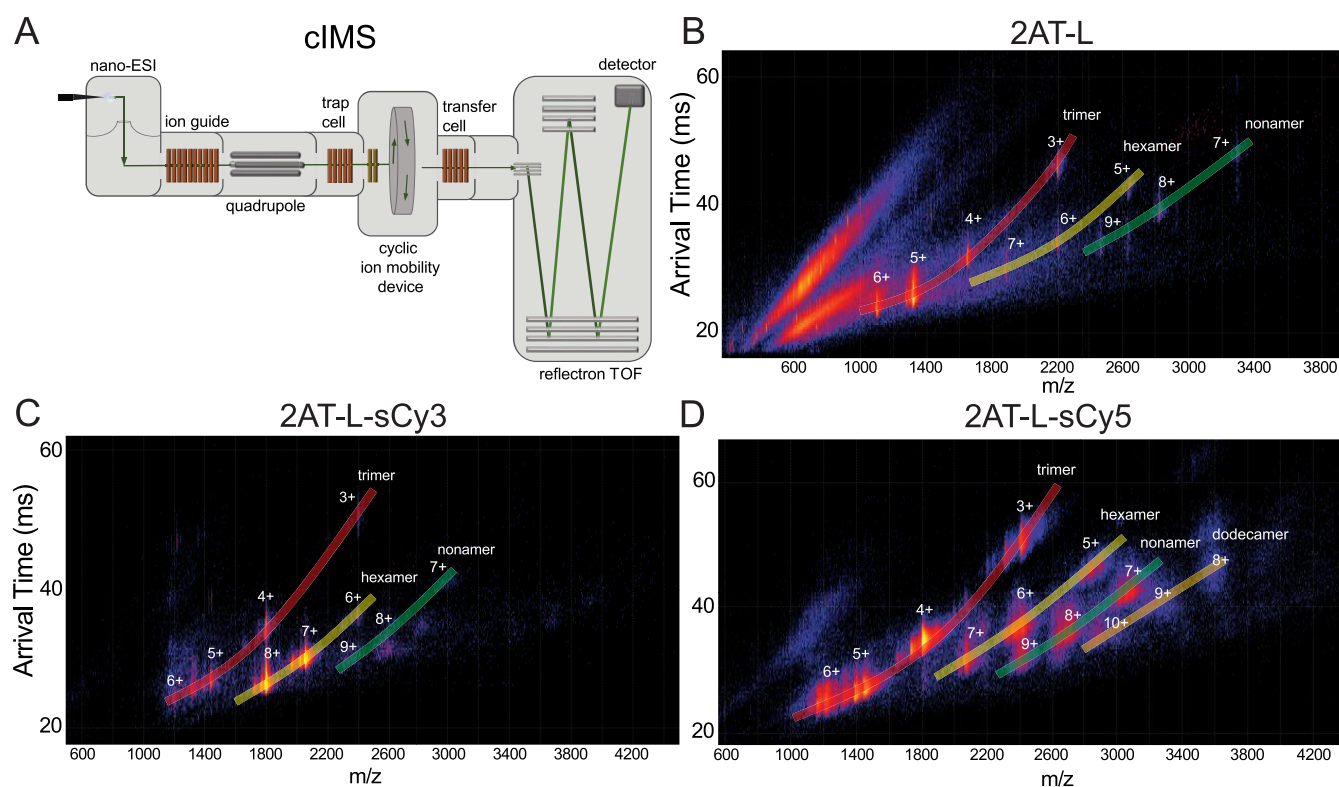 A
cIMS
nano-ESI
ion guide
quadrupole
trap
cell
cyclic
ion mobility
device
transfer
cell
detector
reflectron TOF
B
2AT-L
Arrival Time (ms)
60
40
20
trimer
3+
4+
5+
6+
hexamer
5+
6+
7+
nonamer
7+
8+
9+
600 1000 1400 1800 2200 2600 3000 3400 3800
m/z
C
2AT-L-sCy3
Arrival Time (ms)
60
40
20
trimer
3+
4+
5+
6+
hexamer
6+
7+
8+
nonamer
7+
8+
9+
600 1000 1400 1800 2200 2600 3000 3400 3800 4200
m/z
D
2AT-L-sCy5
60
40
20
trimer
3+
4+
5+
6+
hexamer
5+
6+
7+
nonamer
7+
8+
9+
dodecamer
8+
9+
10+
600 1000 1400 1800 2200 2600 3000 3400 3800 4200
m/z